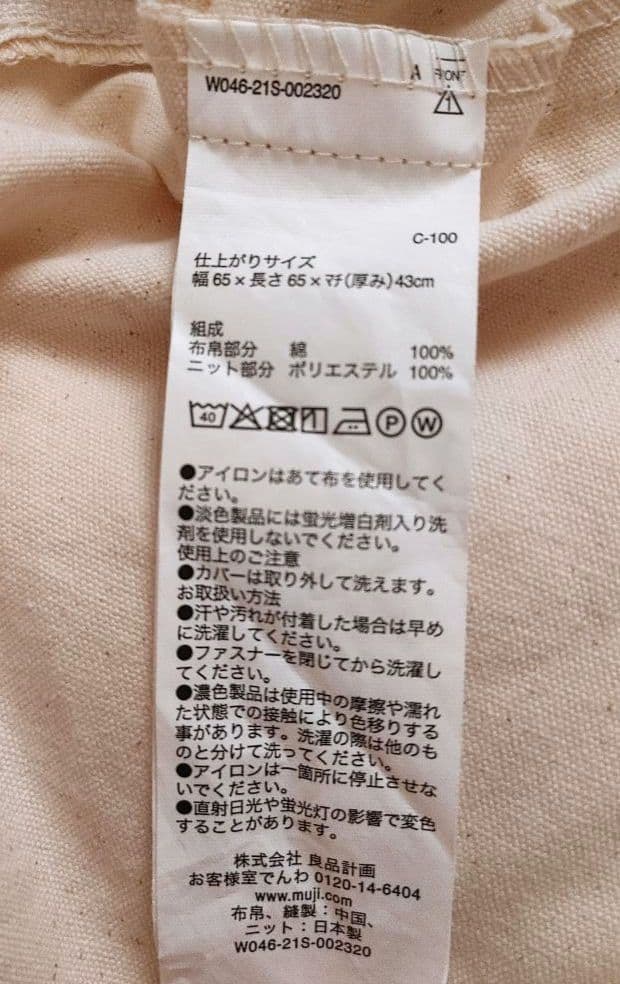 A FRONT
W046-21S-002320
C-100
仕上がりサイズ
幅65×長さ65×マチ(厚み)43cm
組成
布帛部分 綿 100%
ニット部分 ポリエステル 100%
40 P W
●アイロンはあて布を使用してく
ださい。
●淡色製品には蛍光増白剤入り洗
剤を使用しないでください。
使用上のご注意
●カバーは取り外して洗えます。
お取扱い方法
●汗や汚れが付着した場合は早め
に洗濯してください。
●ファスナーを閉じてから洗濯し
てください。
●濃色製品は使用中の摩擦や濡れ
た状態での接触により色移りする
事があります。洗濯の際は他のも
のと分けて洗ってください。
●アイロンは一箇所に停止させな
いでください。
●直射日光や蛍光灯の影響で変色
することがあります。
株式会社 良品計画
お客様室でんわ 0120-14-6404
www.muji.com
布帛、縫製：中国、
ニット：日本製
W046-21S-002320